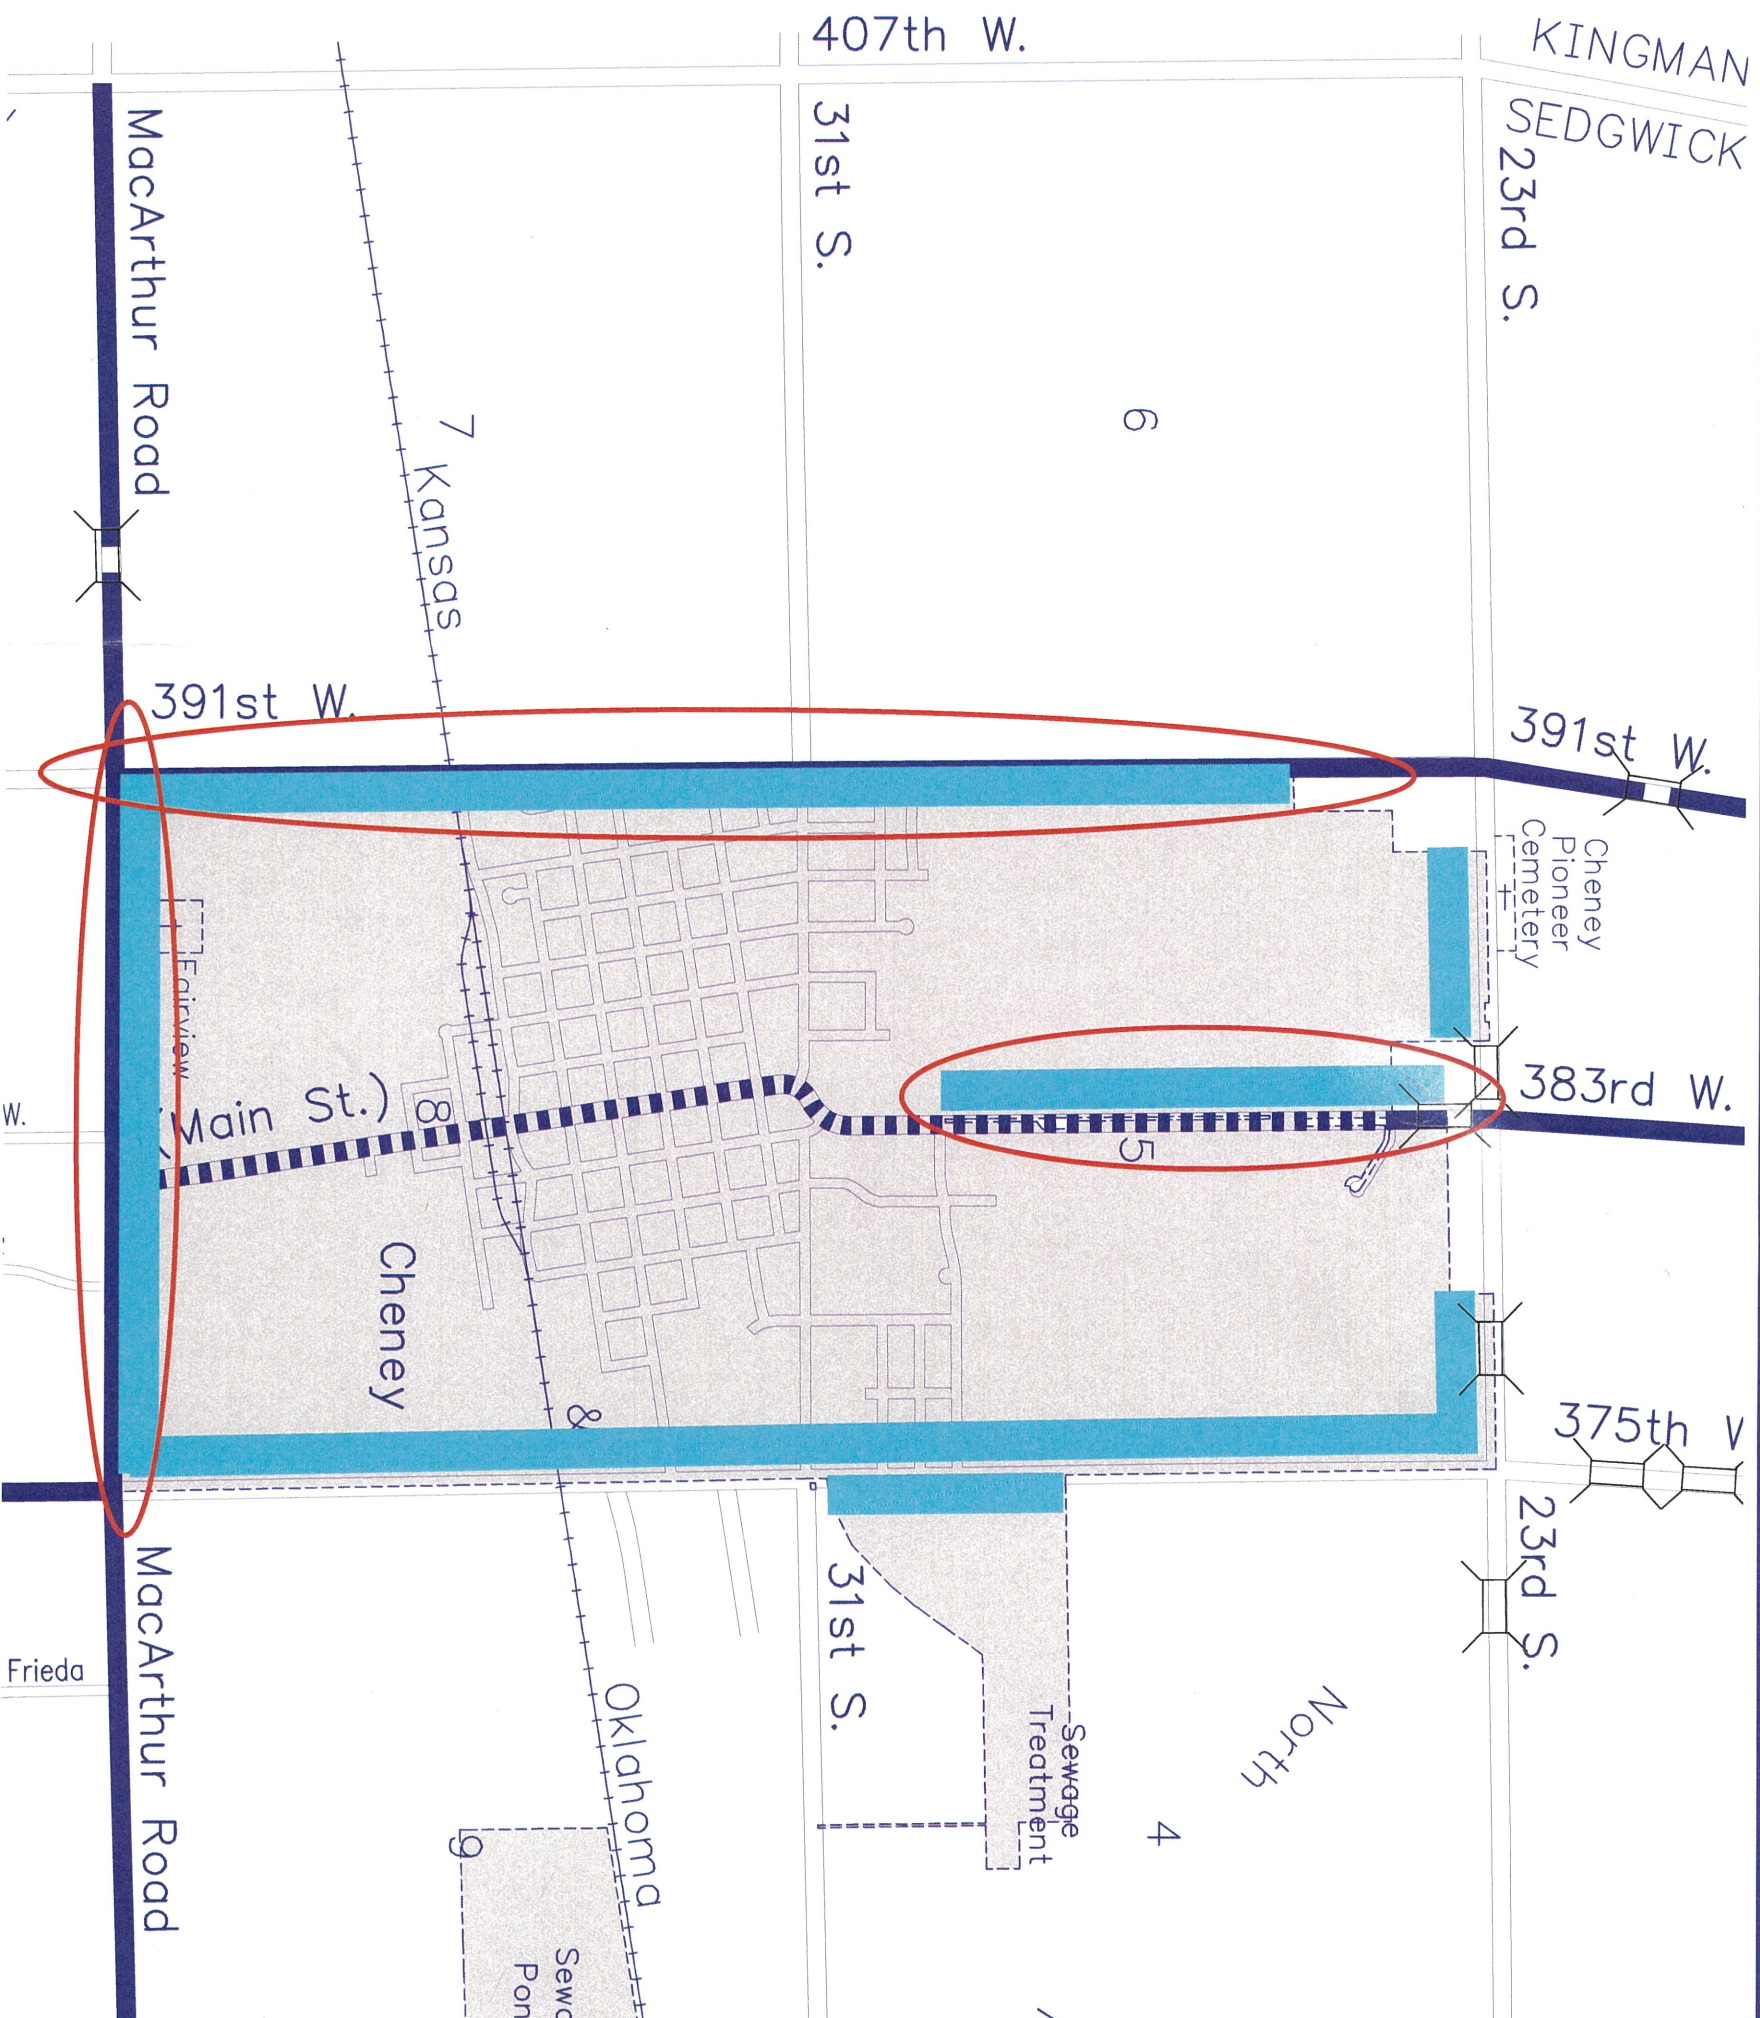 407th W.
KINGMAN
SEDGWICK
MacArthur Road
31st S.
23rd S.
7
6
Kansas
391st W.
391st W.
Cheney
Pioneer
Cemetery
Fairview
383rd W.
W.
(Main St.)
8
5
Cheney
&
375th
23rd S.
MacArthur Road
31st S.
Frieda
North
Oklahoma
Sewage
Treatment
4
9